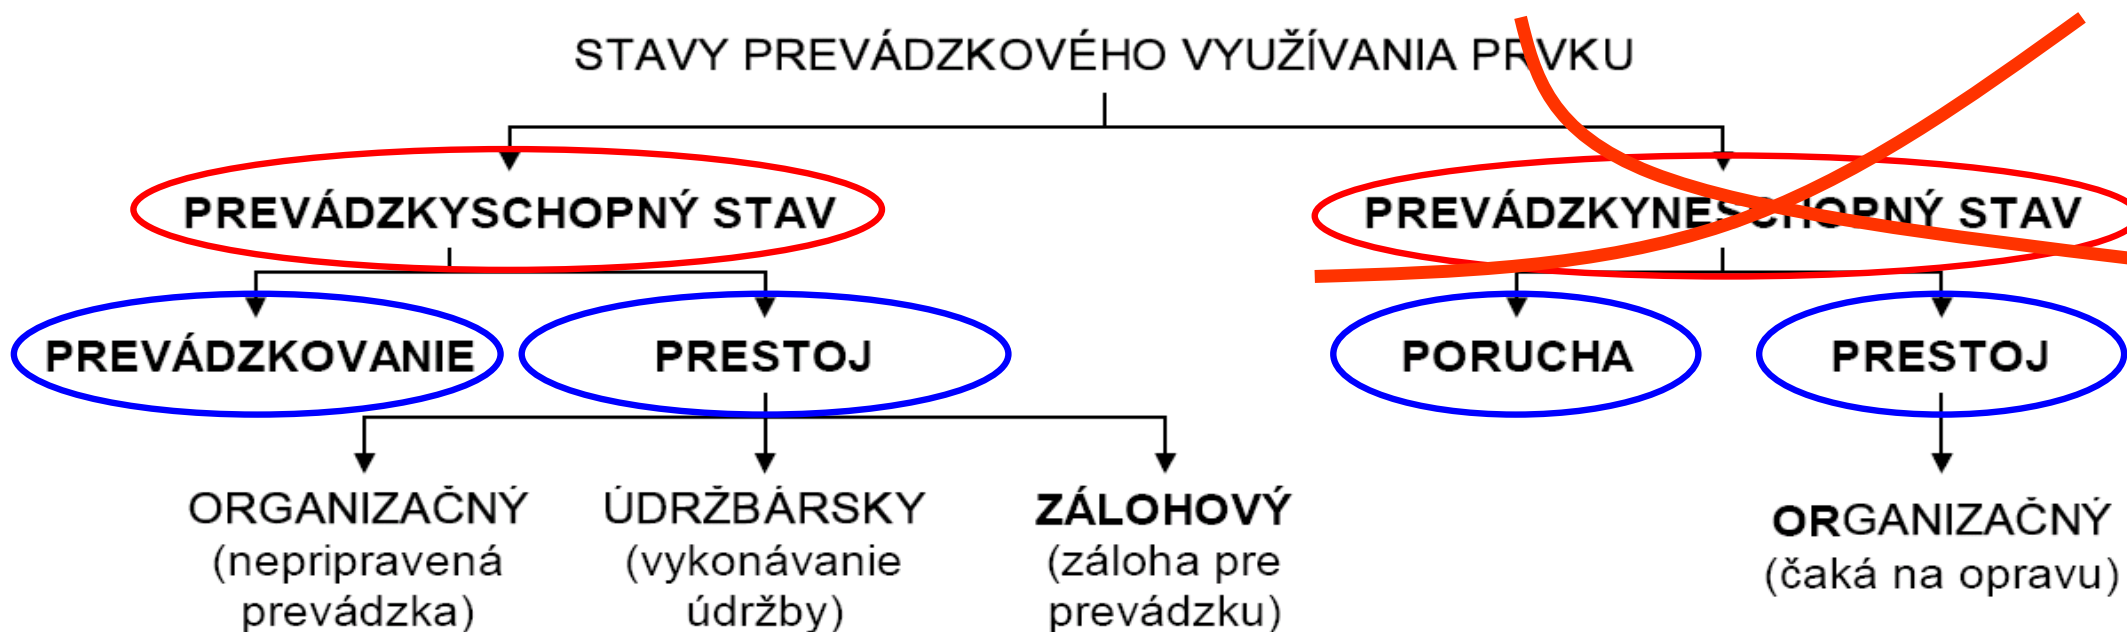 STAVY PREVÁDZKOVÉHO VYUŽÍVANIA PRVKU
PREVÁDZKYSCHOPNÝ STAV
PREVÁDZKYNESCHOPNÝ STAV
PREVÁDZKOVANIE
PRESTOJ
PORUCHA
PRESTOJ
ORGANIZAČNÝ
(nepripravená
prevádzka)
ÚDRŽBÁRSKY
(vykonávanie
údržby)
ZÁLOHOVÝ
(záloha pre
prevádzku)
ORGANIZAČNÝ
(čaká na opravu)